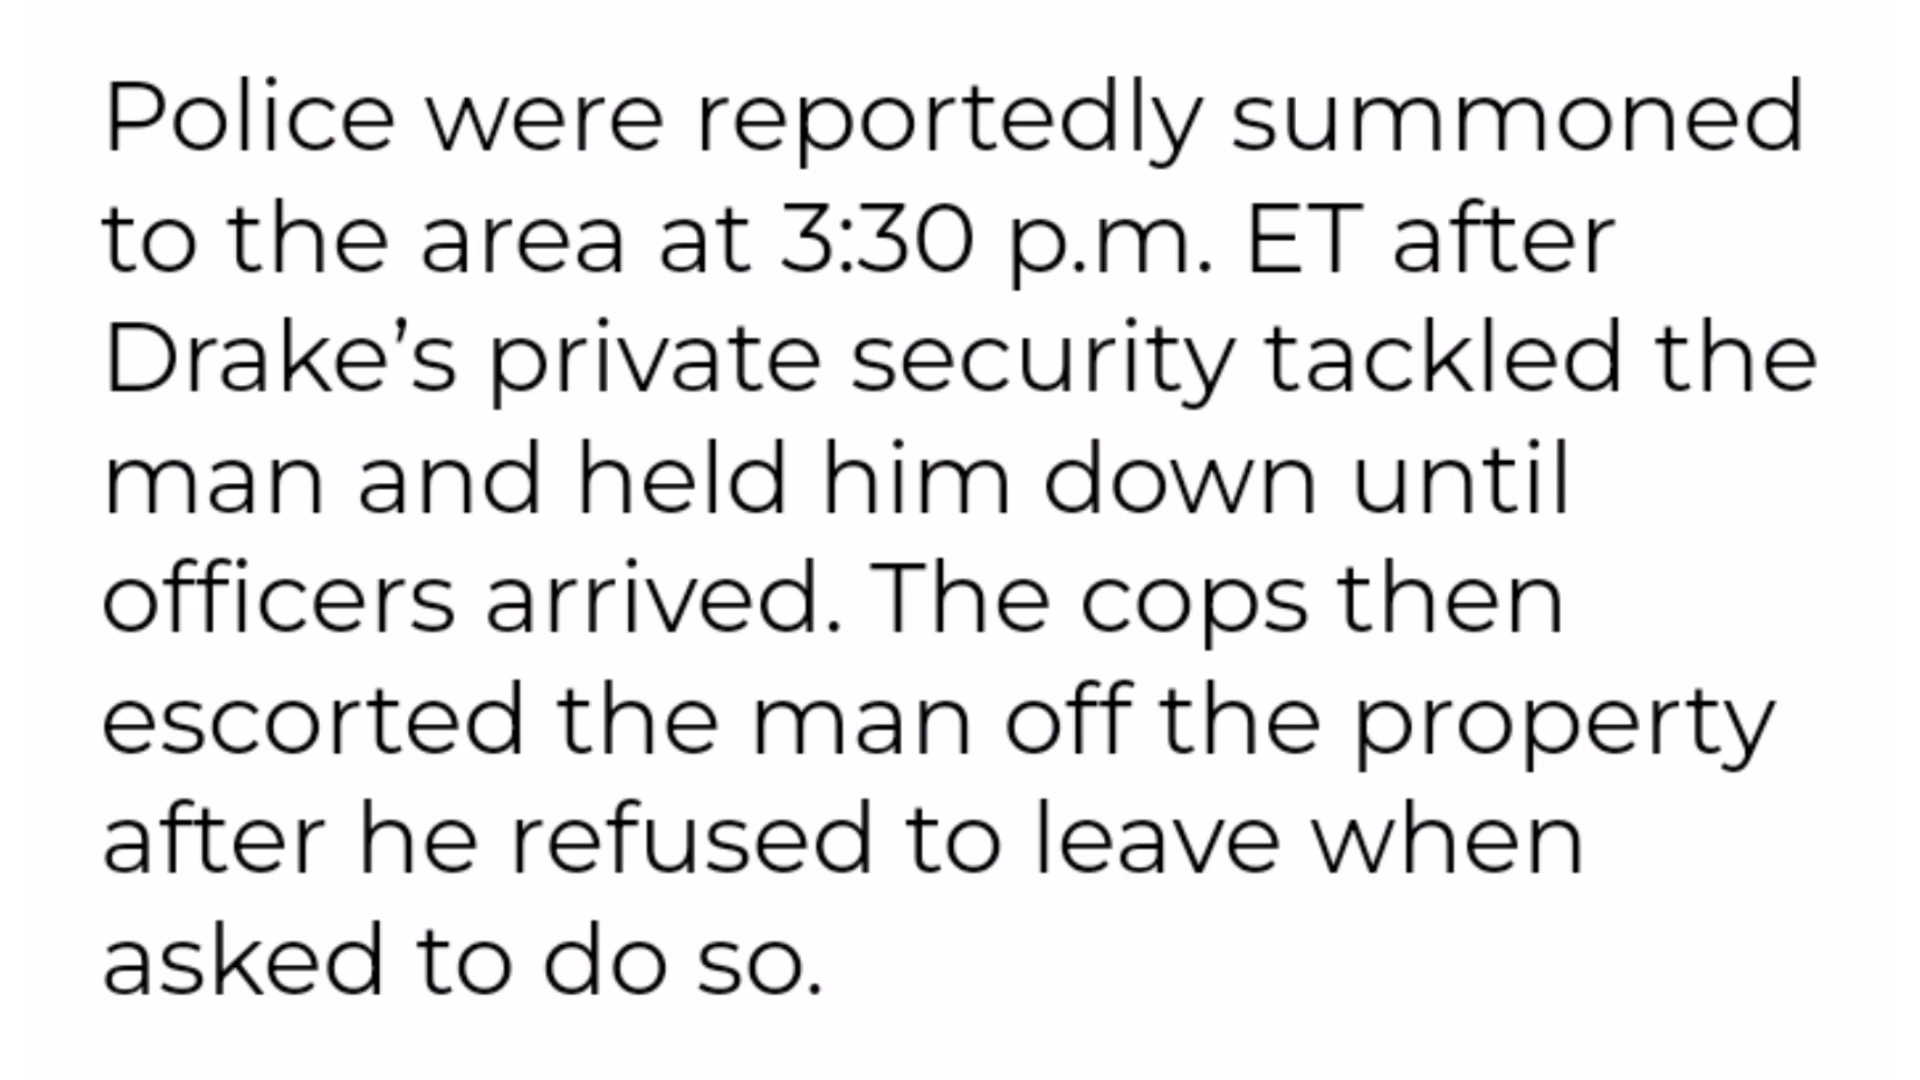 Police were reportedly summoned
to the area at 3:30 p.m. ET after
Drake’s private security tackled the
man and held him down until
officers arrived. The cops then
escorted the man off the property
after he refused to leave when
asked to do so.